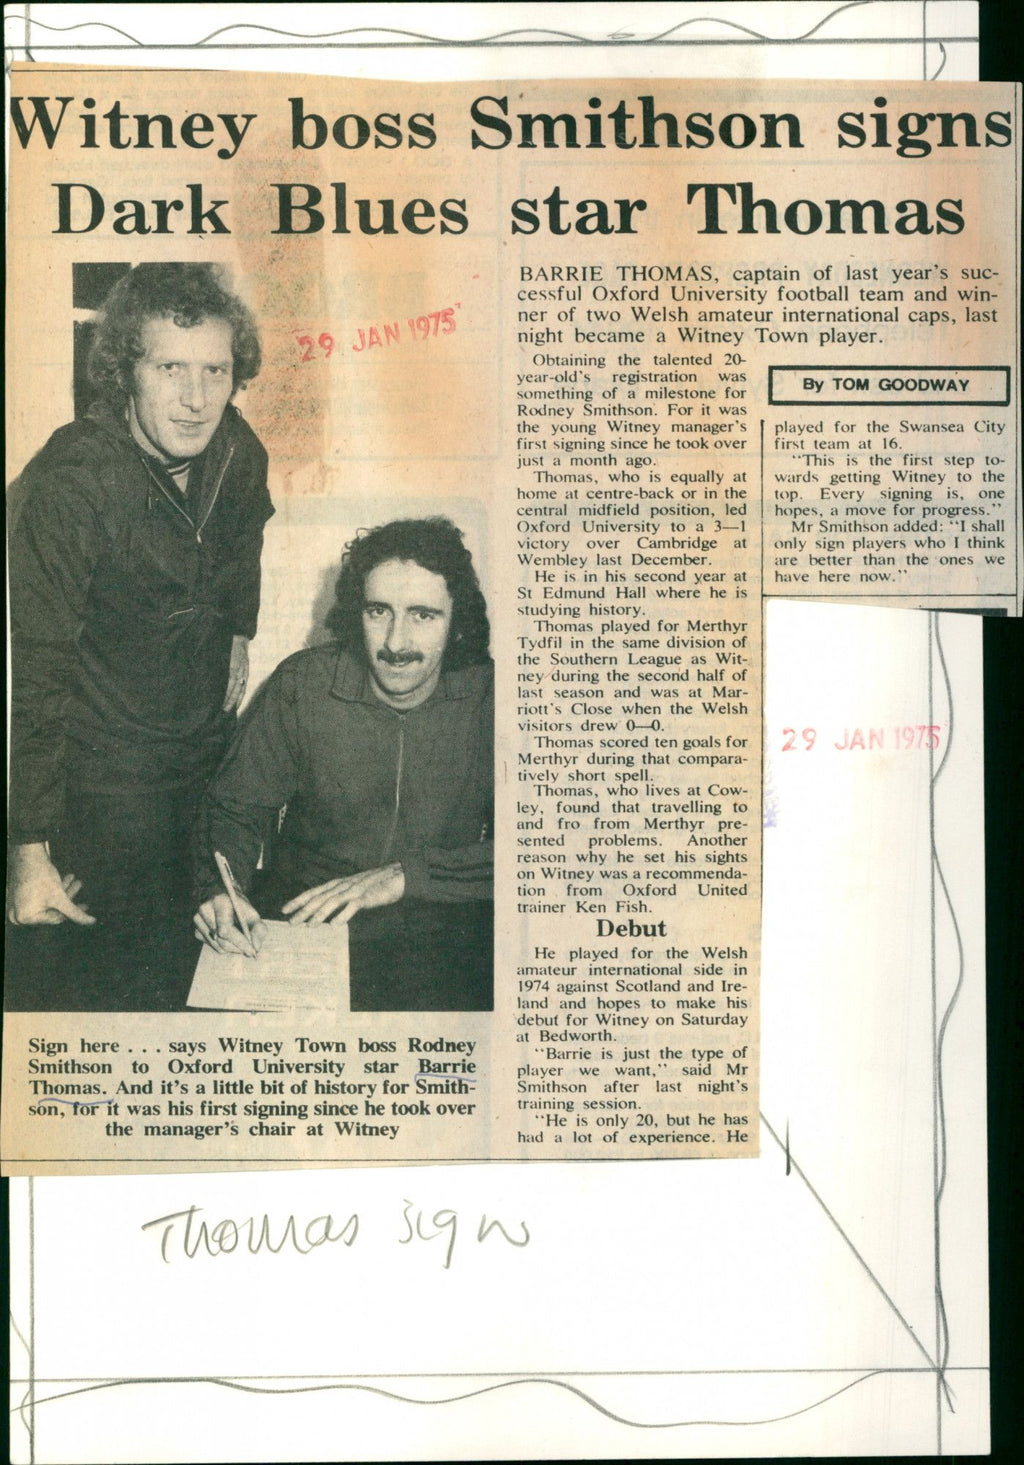 Witney boss Smithson signs
Dark Blues star Thomas
29 JAN 1975
BARRIE THOMAS, captain of last year's suc-
cessful Oxford University football team and win-
ner of two Welsh amateur international caps, last
night became a Witney Town player.
Obtaining the talented 20-
year-old's registration was
something of a milestone for
Rodney Smithson. For it was
the young Witney manager's
first signing since he took over
just a month ago.
Thomas, who is equally at
home at centre-back or in the
central midfield position, led
Oxford University to a 3—1
victory over Cambridge at
Wembley last December.
He is in his second year at
St Edmund Hall where he is
studying history.
Thomas played for Merthyr
Tydfil in the same division of
the Southern League as Wit-
ney during the second half of
last season and was at Mar-
riott's Close when the Welsh
visitors drew 0—0.
Thomas scored ten goals for
Merthyr during that compara-
tively short spell.
Thomas, who lives at Cow-
ley, found that travelling to
and fro from Merthyr pre-
sented problems. Another
reason why he set his sights
on Witney was a recommenda-
tion from Oxford United
trainer Ken Fish.
Debut
He played for the Welsh
amateur international side in
1974 against Scotland and Ire-
land and hopes to make his
debut for Witney on Saturday
at Bedworth.
"Barrie is just the type of
player we want," said Mr
Smithson after last night's
training session.
"He is only 20, but he has
had a lot of experience. He
By TOM GOODWAY
played for the Swansea City
first team at 16.
"This is the first step to-
wards getting Witney to the
top. Every signing is, one
hopes, a move for progress."
Mr Smithson added: "I shall
only sign players who I think
are better than the ones we
have here now."
29 JAN 1975
Sign here . . . says Witney Town boss Rodney
Smithson to Oxford University star Barrie
Thomas. And it's a little bit of history for Smith-
son, for it was his first signing since he took over
the manager's chair at Witney
Thomas sign